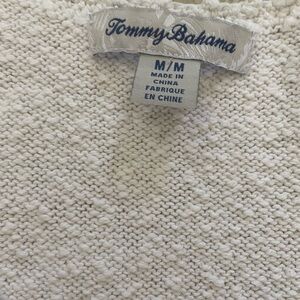 Tommy Bahama
M/M
MADE IN
CHINA
FABRIQUE
EN CHINE